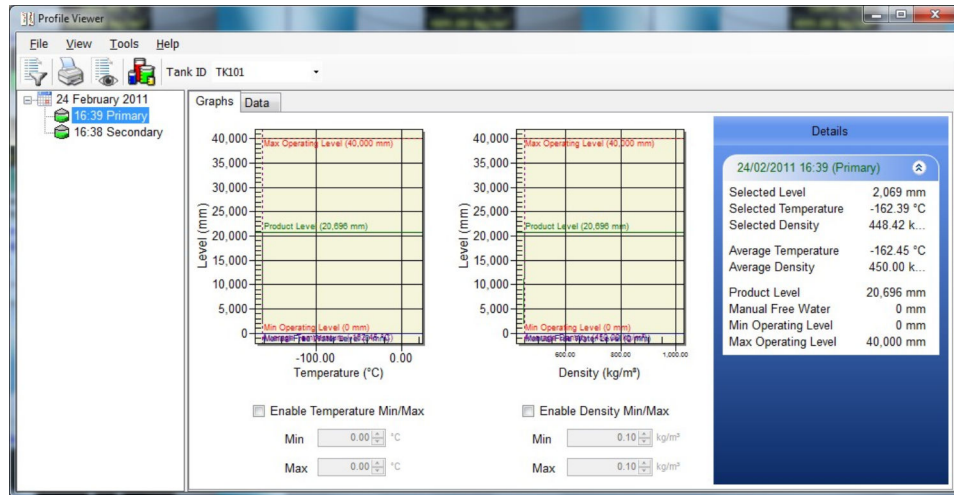 Profile Viewer
File View Tools Help
Tank ID TK101
24 February 2011
16:39 Primary
16:38 Secondary
Graphs Data
Level (mm)
40,000
35,000
30,000
25,000
20,000
15,000
10,000
5,000
0
Max Operating Level (40,000 mm)
Product Level (20,696 mm)
Min Operating Level (0 mm)
-100.00 0.00
Temperature (°C)
Enable Temperature Min/Max
Min 0.00 °C
Max 0.00 °C
Level (mm)
40,000
35,000
30,000
25,000
20,000
15,000
10,000
5,000
0
Max Operating Level (40,000 mm)
Product Level (20,696 mm)
Min Operating Level (0 mm)
600.00 800.00 1,000.00
Density (kg/m³)
Enable Density Min/Max
Min 0.10 kg/m³
Max 0.10 kg/m³
Details
24/02/2011 16:39 (Primary)
Selected Level 2,069 mm
Selected Temperature -162.39 °C
Selected Density 448.42 k...
Average Temperature -162.45 °C
Average Density 450.00 k...
Product Level 20,696 mm
Manual Free Water 0 mm
Min Operating Level 0 mm
Max Operating Level 40,000 mm